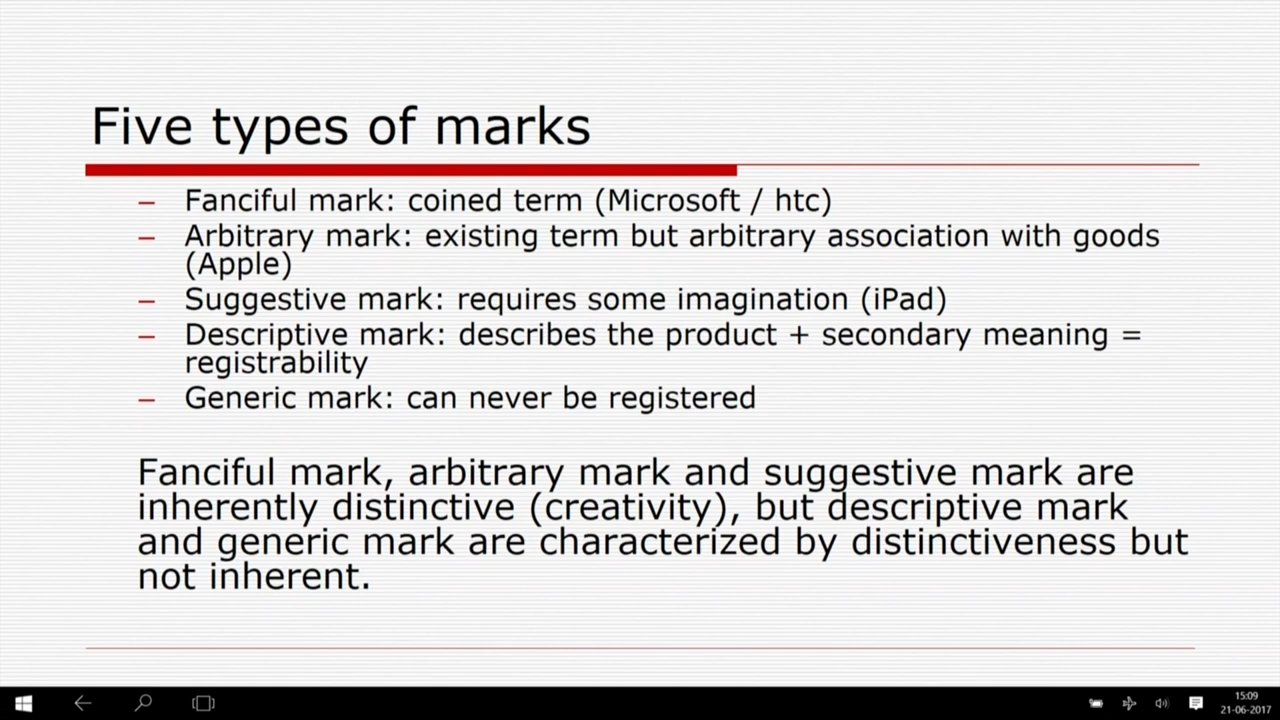 Five types of marks
– Fanciful mark: coined term (Microsoft / htc)
– Arbitrary mark: existing term but arbitrary association with goods
(Apple)
– Suggestive mark: requires some imagination (iPad)
– Descriptive mark: describes the product + secondary meaning =
registrability
– Generic mark: can never be registered
Fanciful mark, arbitrary mark and suggestive mark are
inherently distinctive (creativity), but descriptive mark
and generic mark are characterized by distinctiveness but
not inherent.
15:09
21-06-2017